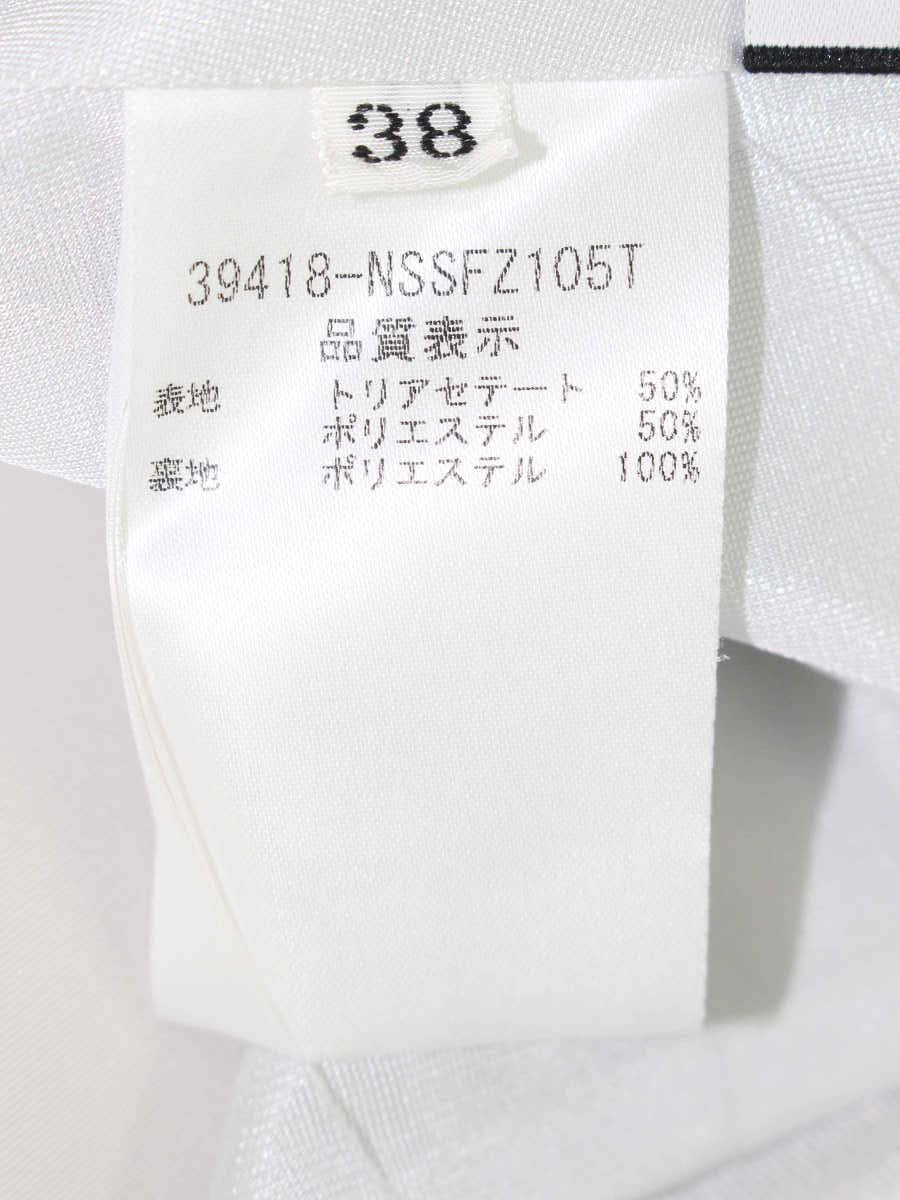 38
39418-NSSFZ105T
品質表示
表地 トリアセテート 50%
ポリエステル 50%
裏地 ポリエステル 100%